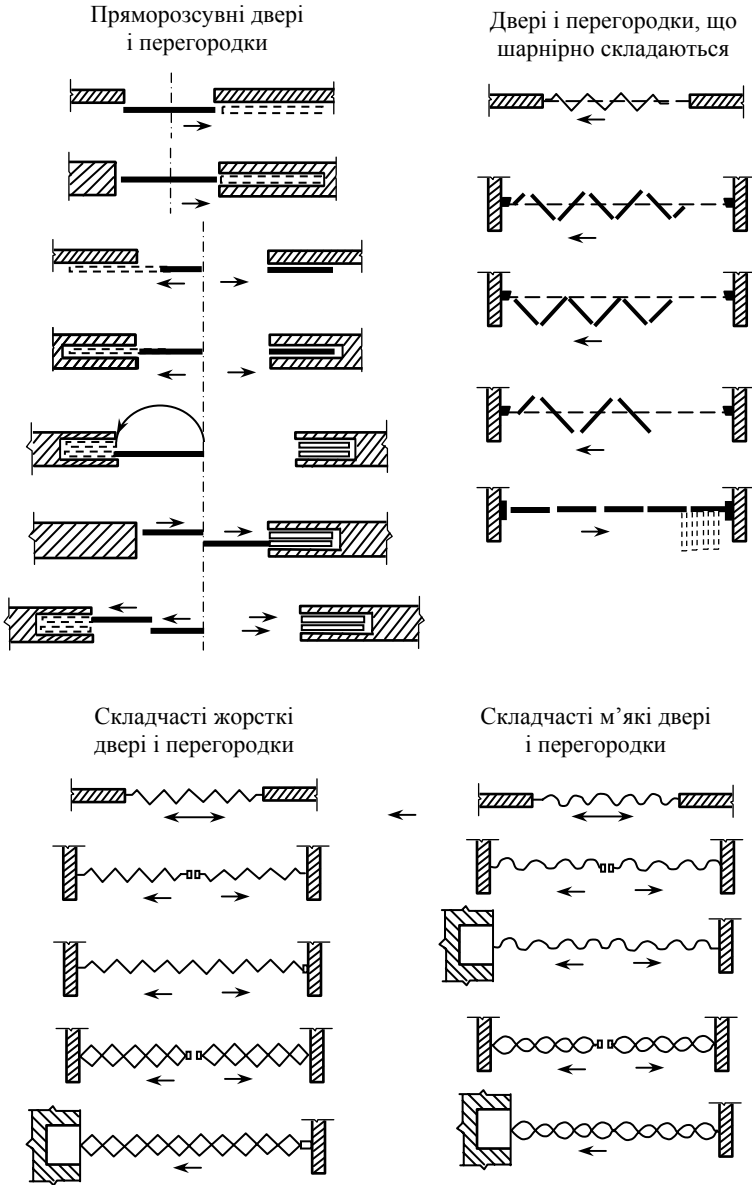 Пряморозсувні двері
і перегородки
Двері і перегородки, що
шарнірно складаються
Складчасті жорсткі
двері і перегородки
Складчасті м’які двері
і перегородки